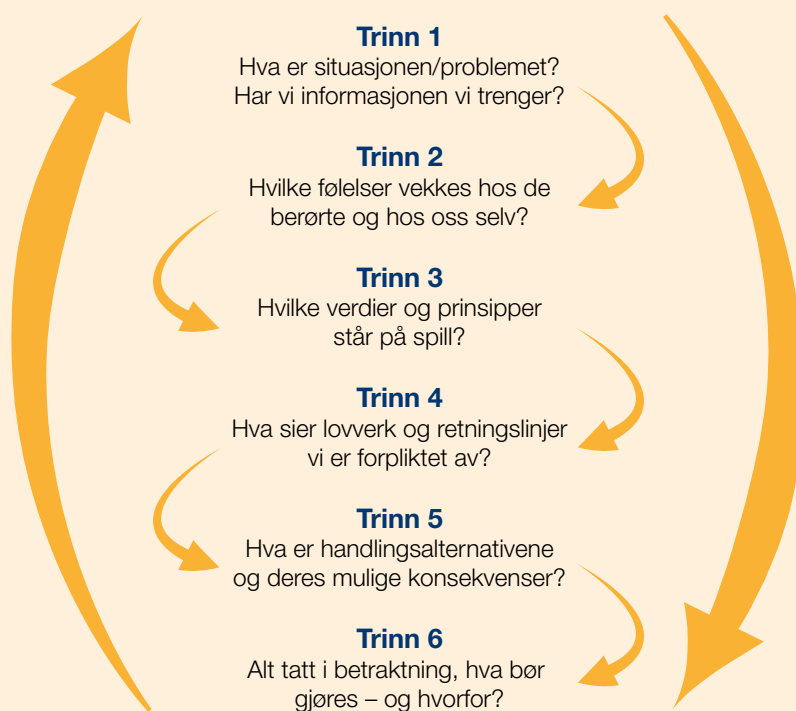 Trinn 1
Hva er situasjonen/problemet?
Har vi informasjonen vi trenger?
Trinn 2
Hvilke følelser vekkes hos de
berørte og hos oss selv?
Trinn 3
Hvilke verdier og prinsipper
står på spill?
Trinn 4
Hva sier lovverk og retningslinjer
vi er forpliktet av?
Trinn 5
Hva er handlingsalternativene
og deres mulige konsekvenser?
Trinn 6
Alt tatt i betraktning, hva bør
gjøres – og hvorfor?